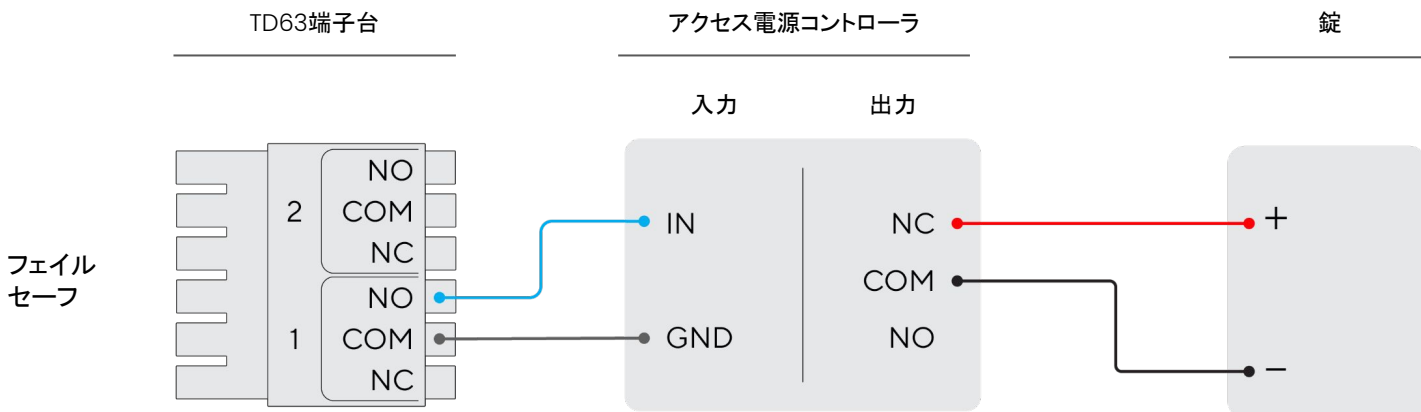 TD63端子台
アクセス電源コントローラ
錠
入力
出力
フェイル
セーフ
2
NO
COM
NC
1
NO
COM
NC
IN
GND
NC
COM
NO
+
−